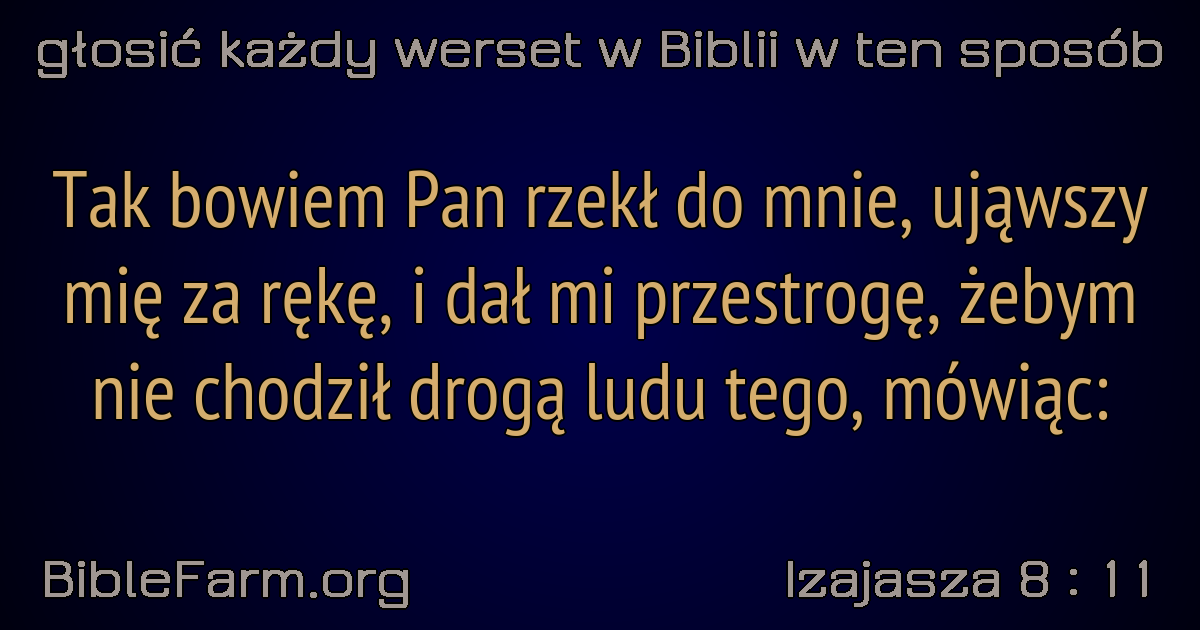 głosić każdy werset w Biblii w ten sposób
Tak bowiem Pan rzekł do mnie, ująwszy
mię za rękę, i dał mi przestrogę, żebym
nie chodził drogą ludu tego, mówiąc:
BibleFarm.org
Izajasza 8 : 11